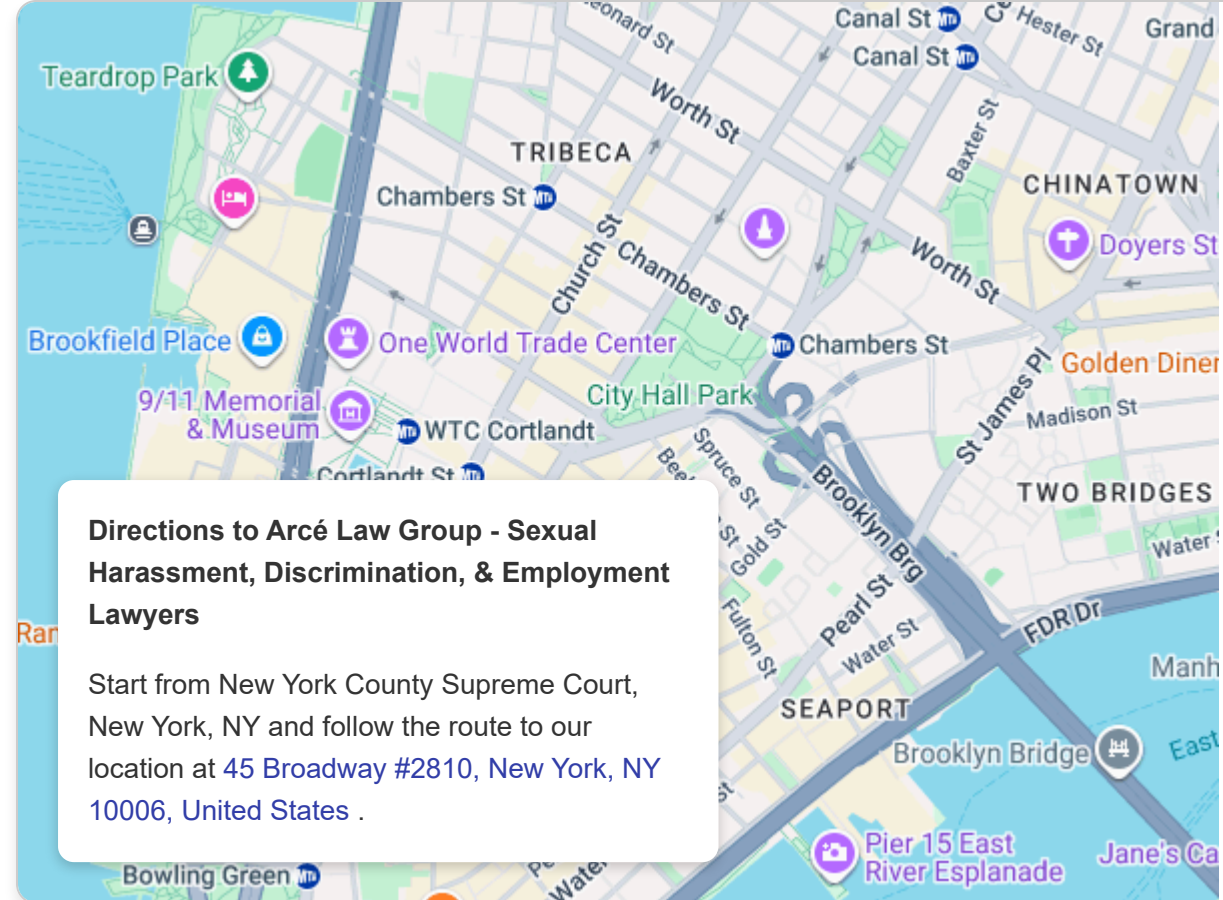 Canal St
Canal St
Hester St
Grand
Teardrop Park
Worth St
TRIBECA
Baxter St
CHINATOWN
Chambers St
Church St
Chambers St
Worth St
Doyers St
Brookfield Place
One World Trade Center
Chambers St
St James Pl
Golden Diner
9/11 Memorial
& Museum
City Hall Park
Madison St
WTC Cortlandt
Spruce St
Cortlandt St
Brooklyn Brg
TWO BRIDGES
Directions to Arcé Law Group - Sexual
Harassment, Discrimination, & Employment
Lawyers
Gold St
Water
Fulton St
Pearl St
FDR Dr
Water St
Start from New York County Supreme Court,
New York, NY and follow the route to our
location at 45 Broadway #2810, New York, NY
10006, United States .
SEAPORT
Manh
East
Brooklyn Bridge
Pier 15 East
River Esplanade
Jane's Ca
Bowling Green
Water